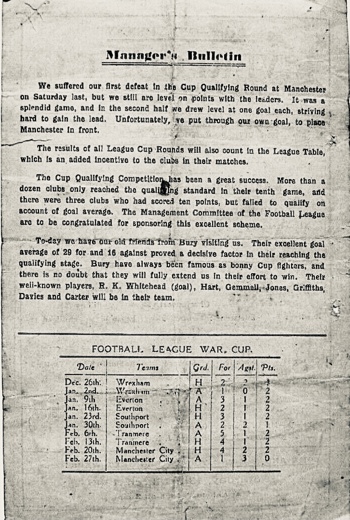 Manager's Bulletin
We suffered our first defeat in the Cup Qualifying Round at Manchester
on Saturday last, but we still are level on points with the leaders. It was a
splendid game, and in the second half we drew level at one goal each, striving
hard to gain the lead. Unfortunately, we put through our own goal, to place
Manchester in front.
The results of all League Cup Rounds will also count in the League Table,
which is an added incentive to the clubs in their matches.
The Cup Qualifying Competition has been a great success. More than a
dozen clubs only reached the qualifying standard in their tenth game, and
there were three clubs who had scored ten points, but failed to qualify on
account of goal average. The Management Committee of the Football League
are to be congratulated for sponsoring this excellent scheme.
To-day we have our old friends from Bury visiting us. Their excellent goal
average of 29 for and 16 against proved a decisive factor in their reaching the
qualifying stage. Bury have always been famous as bonny Cup fighters, and
there is no doubt that they will fully extend us in their effort to win. Their
well-known players, R. K. Whitehead (goal), Hart, Gemmell, Jones, Griffiths,
Davies and Carter will be in their team.
FOOTBALL LEAGUE WAR CUP.
Date Teams Grd. For Agst. Pts.
Dec. 26th. Wrexham H 2 2
Jan. 2nd. Wrexham A 1 0 2
Jan. 9th Everton A 3 1 2
Jan. 16th Everton H 2 1 2
Jan. 23rd Southport H 3 1 2
Jan. 30th Southport A 2 2 1
Feb. 6th. Tranmere A 5 1 2
Feb. 13th Tranmere H 4 1 2
Feb. 20th Manchester City H 4 2 2
Feb. 27th Manchester City A 1 3 0